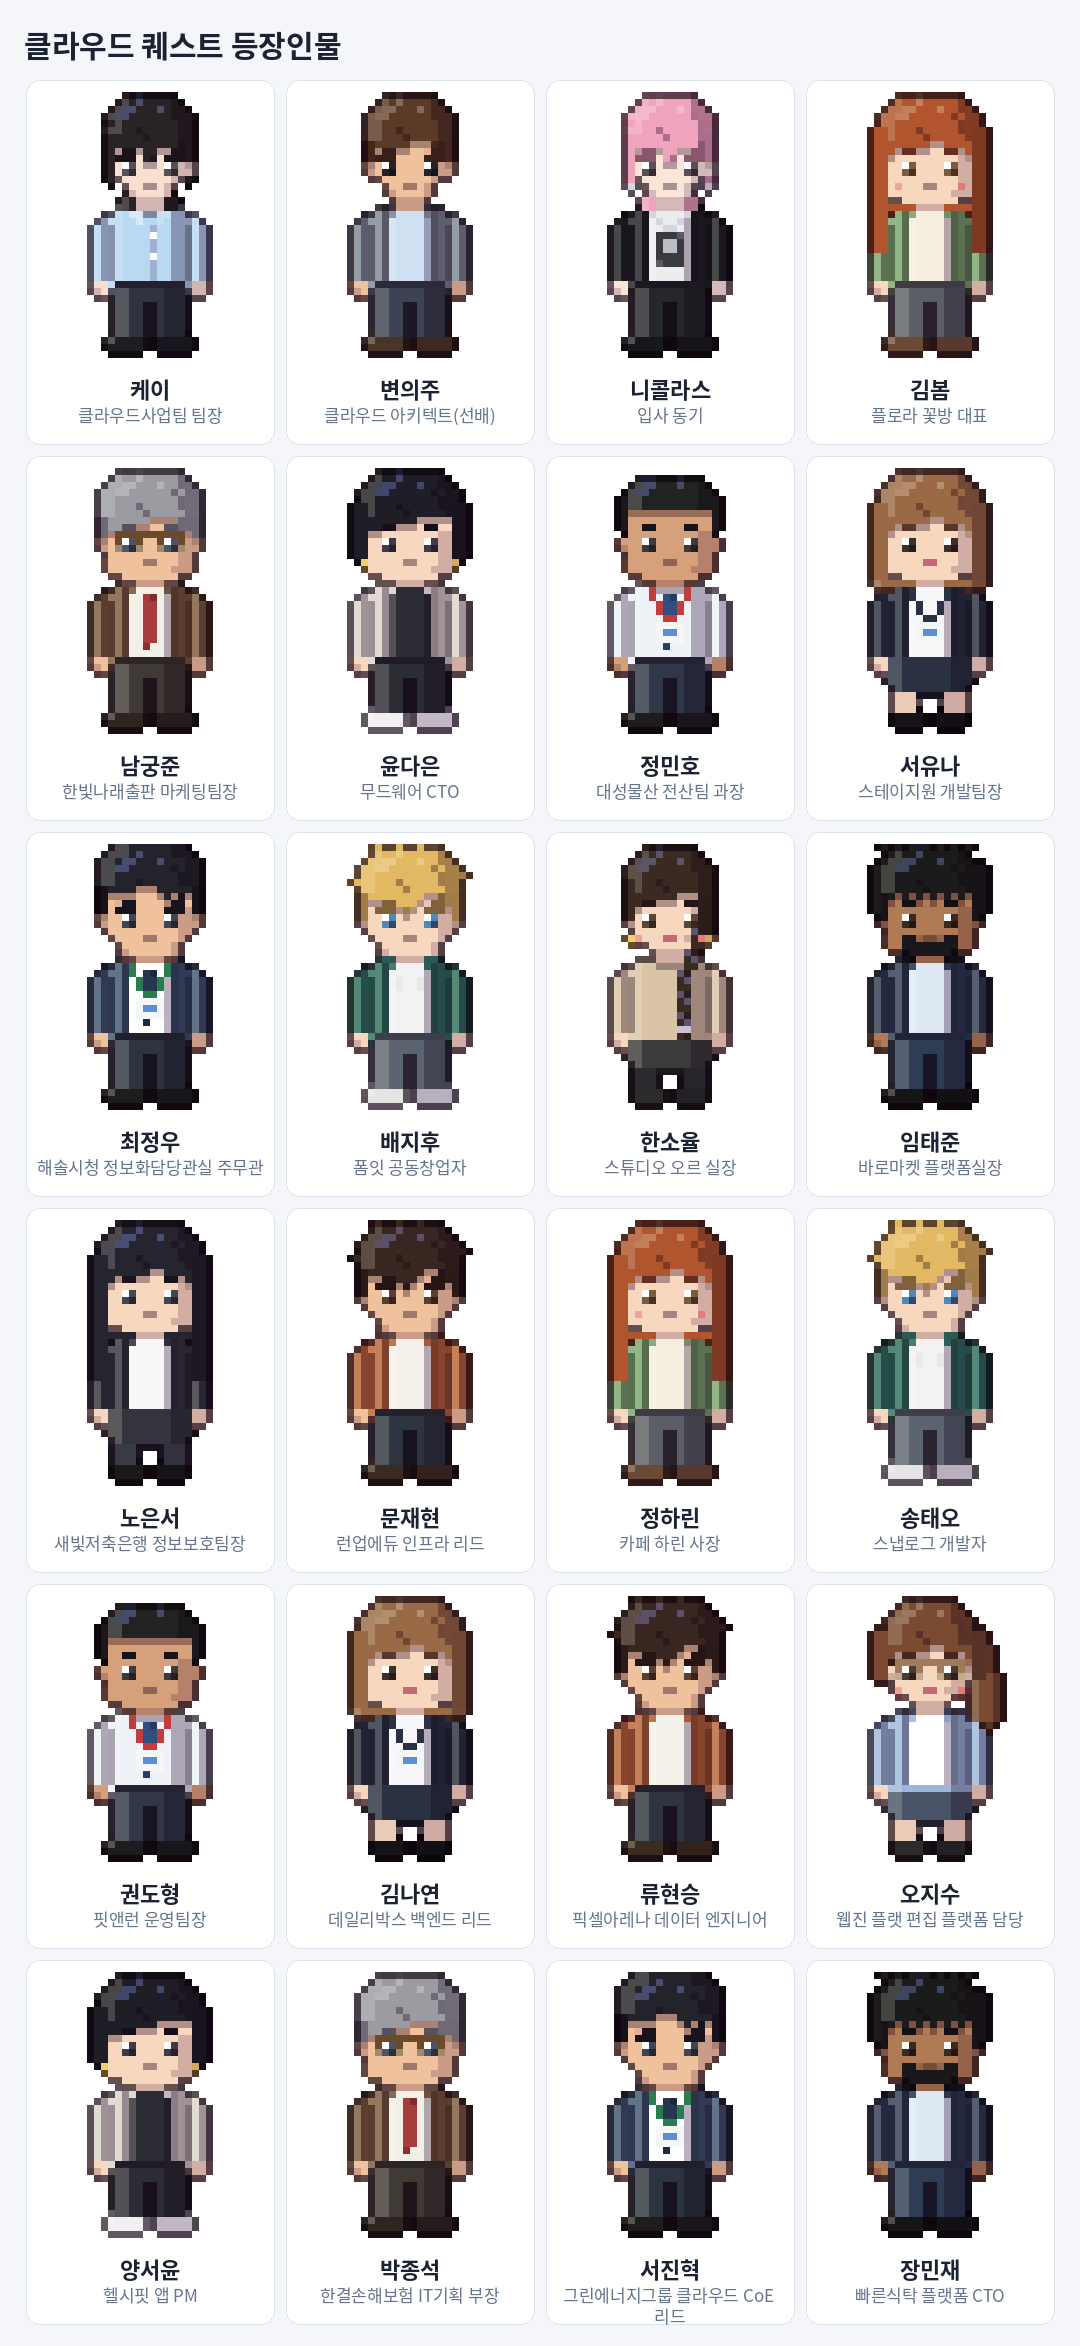 클라우드 퀘스트 등장인물
케이
클라우드사업팀 팀장
변의주
클라우드 아키텍트(선배)
니콜라스
입사 동기
김봄
플로라 꽃방 대표
남궁준
한빛나래출판 마케팅팀장
윤다은
무드웨어 CTO
정민호
대성물산 전산팀 과장
서유나
스테이지원 개발팀장
최정우
해솔시청 정보화담당관실 주무관
배지후
폼잇 공동창업자
한소율
스튜디오 오르 실장
임태준
바로마켓 플랫폼실장
노은서
새빛저축은행 정보보호팀장
문재현
런업에듀 인프라 리드
정하린
카페 하린 사장
송태오
스냅로그 개발자
권도형
핏앤런 운영팀장
김나연
데일리박스 백엔드 리드
류현승
픽셀아레나 데이터 엔지니어
오지수
웹진 플랫 편집 플랫폼 담당
양서윤
헬시핏 앱 PM
박종석
한결손해보험 IT기획 부장
서진혁
그린에너지그룹 클라우드 CoE
리드
장민재
빠른식탁 플랫폼 CTO